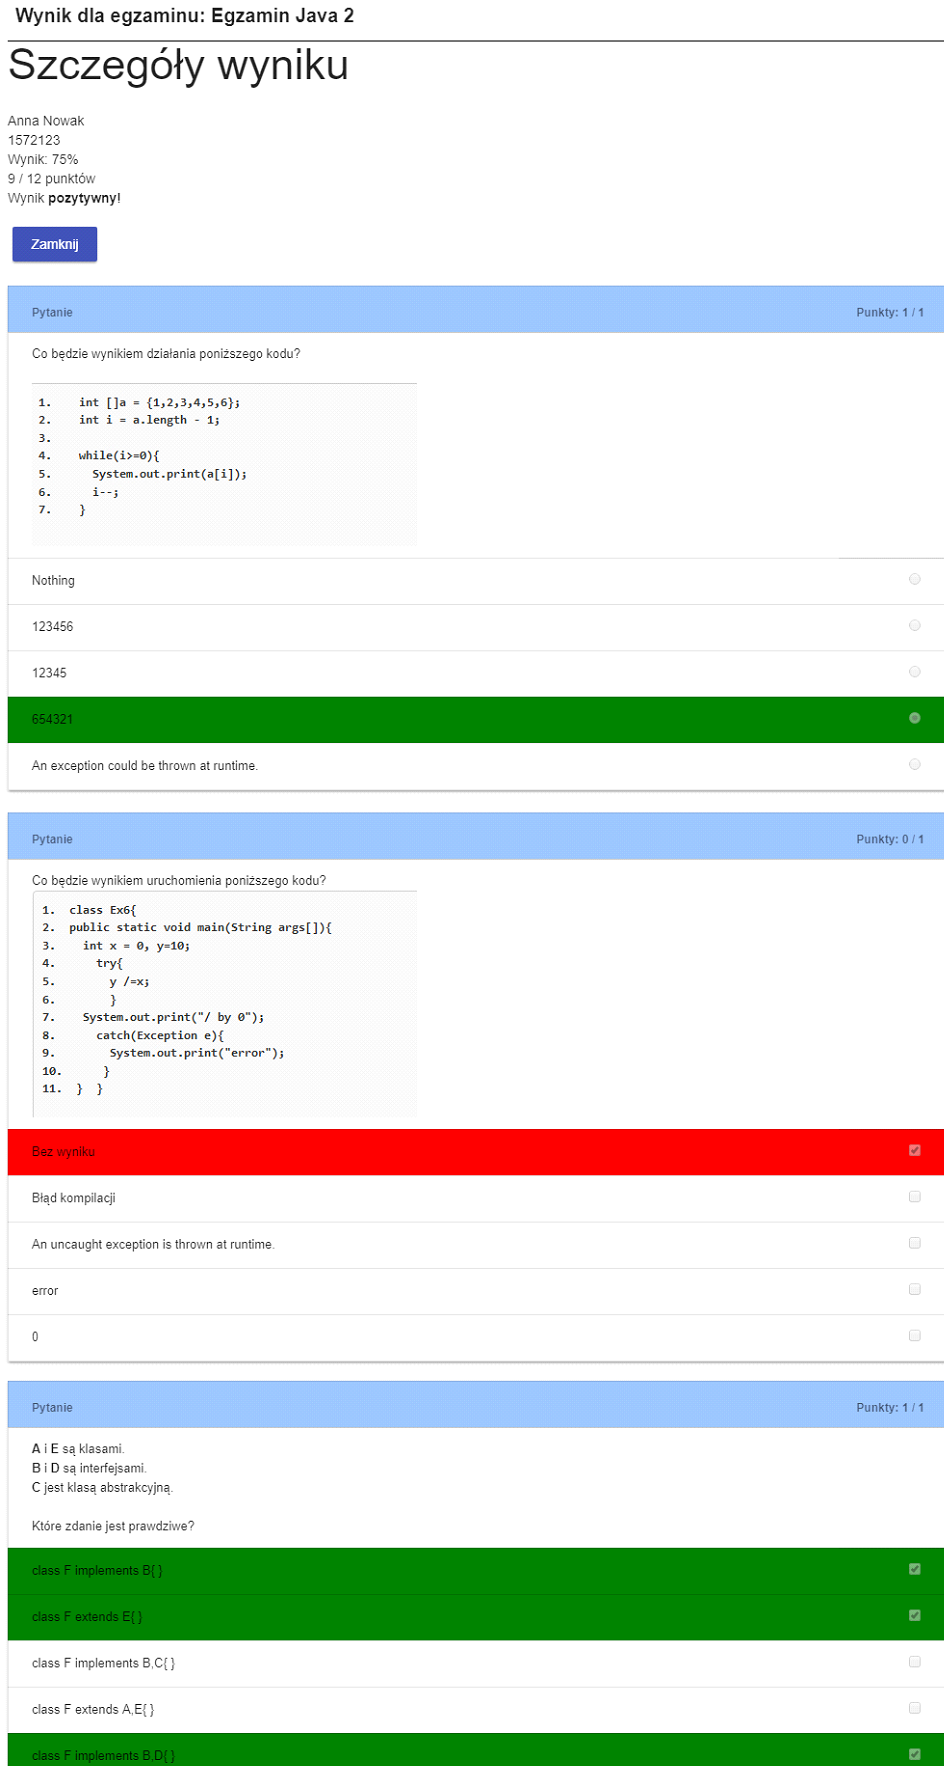 Wynik dla egzaminu: Egzamin Java 2
Szczegóły wyniku
Anna Nowak
1572123
Wynik: 75%
9 / 12 punktów
Wynik pozytywny!
Zamknij
Pytanie Punkty: 1 / 1
Co będzie wynikiem działania poniższego kodu?
1. int []a = {1,2,3,4,5,6};
2. int i = a.length - 1;
3.
4. while(i>=0){
5. System.out.print(a[i]);
6. i--;
7. }
Nothing
123456
12345
654321
An exception could be thrown at runtime.
Pytanie Punkty: 0 / 1
Co będzie wynikiem uruchomienia poniższego kodu?
1. class Ex6{
2. public static void main(String args[]){
3. int x = 0, y=10;
4. try{
5. y /=x;
6. }
7. System.out.print("/ by 0");
8. catch(Exception e){
9. System.out.print("error");
10. }
11. } }
Bez wyniku
Błąd kompilacji
An uncaught exception is thrown at runtime.
error
0
Pytanie Punkty: 1 / 1
A i E są klasami.
B i D są interfejsami.
C jest klasą abstrakcyjną.
Które zdanie jest prawdziwe?
class F implements B{ }
class F extends E{ }
class F implements B,C{ }
class F extends A,E{ }
class F implements B,D{ }